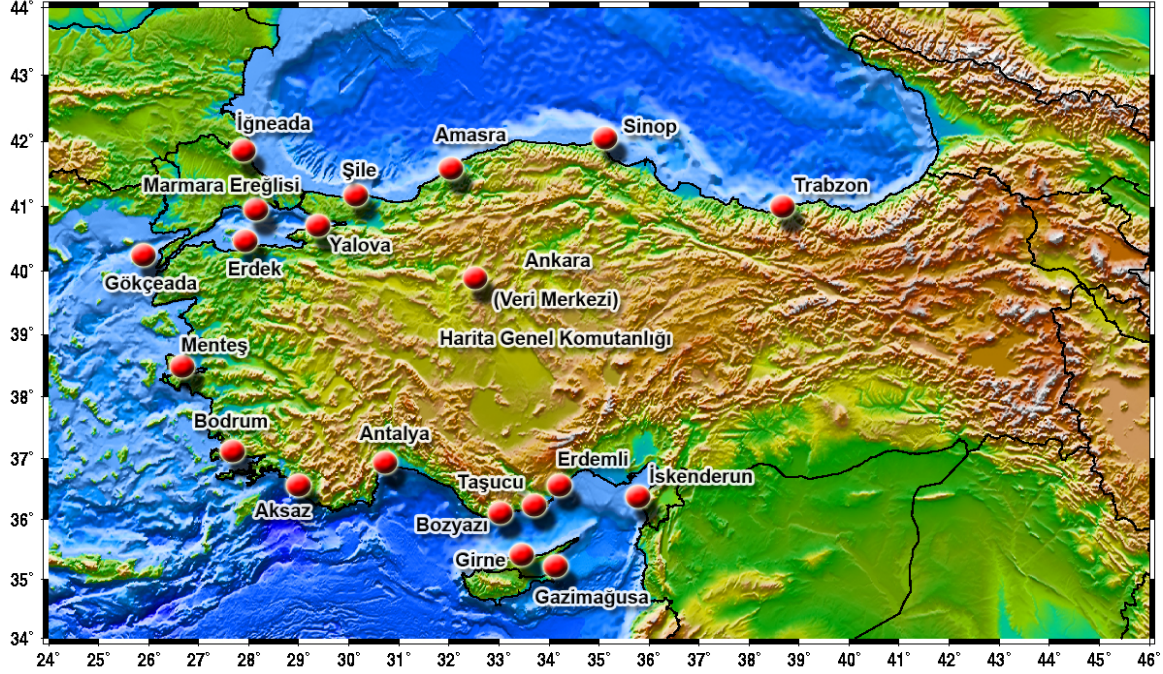 44°
43°
42°
41°
40°
39°
38°
37°
36°
35°
34°
İğneada
Amasra
Sinop
Şile
Marmara Ereğlisi
Trabzon
Yalova
Erdek
Gökçeada
Ankara
(Veri Merkezi)
Harita Genel Komutanlığı
Menteş
Bodrum
Antalya
Erdemli
Taşucu
İskenderun
Aksaz
Bozyazı
Girne
Gazimağusa
24° 25° 26° 27° 28° 29° 30° 31° 32° 33° 34° 35° 36° 37° 38° 39° 40° 41° 42° 43° 44° 45° 46°